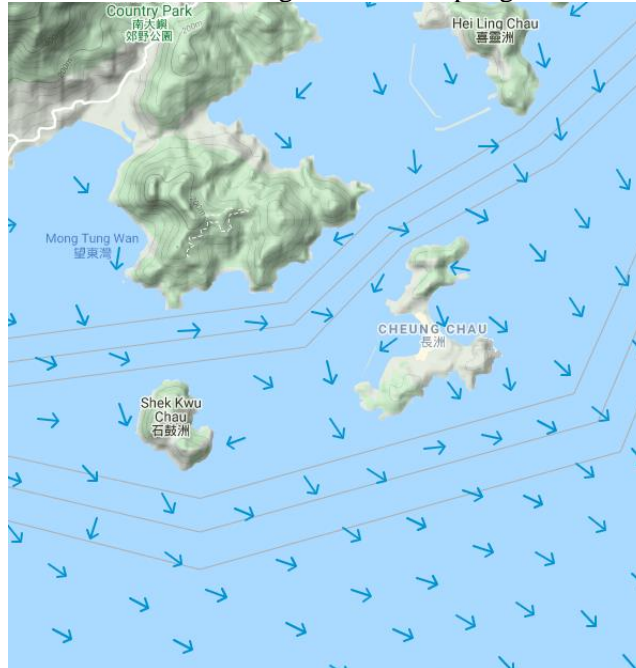 Country Park
南大嶼
郊野公園
200m
Hei Ling Chau
喜靈洲
Mong Tung Wan
望東灣
CHEUNG CHAU
長洲
Shek Kwu
Chau
石鼓洲